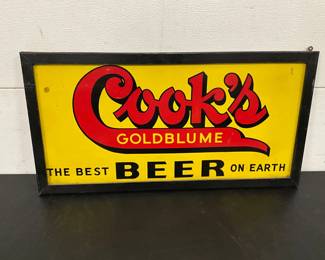 Cook's
GOLDBLUME
THE BEST BEER ON EARTH